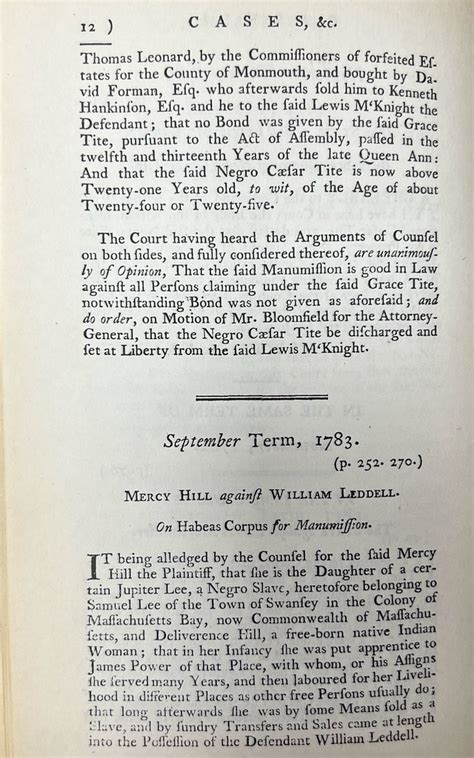 12 ) CASES, &c.
Thomas Leonard, by the Commiſſioners of forfeited Eſ-
tates for the County of Monmouth, and bought by Da-
vid Forman, Eſq. who afterwards ſold him to Kenneth
Hankinſon, Eſq. and he to the ſaid Lewis M‘Knight the
Defendant; that no Bond was given by the ſaid Grace
Tite, purſuant to the Act of Aſſembly, paſſed in the
twelfth and thirteenth Years of the late Queen Ann:
And that the ſaid Negro Cæſar Tite is now above
Twenty-one Years old, to wit, of the Age of about
Twenty-four or Twenty-five.
The Court having heard the Arguments of Counſel
on both ſides, and fully conſidered thereof, are unanimouſ-
ly of Opinion, That the ſaid Manumiſſion is good in Law
againſt all Perſons claiming under the ſaid Grace Tite,
notwithſtanding Bond was not given as aforeſaid; and
do order, on Motion of Mr. Bloomfield for the Attorney-
General, that the Negro Cæſar Tite be diſcharged and
ſet at Liberty from the ſaid Lewis M‘Knight.
September Term, 1783.
(p. 252. 270.)
MERCY HILL againſt WILLIAM LEDDELL.
On Habeas Corpus for Manumiſſion.
IT being alledged by the Counſel for the ſaid Mercy
Hill the Plaintiff, that ſhe is the Daughter of a cer-
tain Jupiter Lee, a Negro Slave, heretofore belonging to
Samuel Lee of the Town of Swanſey in the Colony of
Maſſachuſetts Bay, now Commonwealth of Maſſachu-
ſetts, and Deliverence Hill, a free-born native Indian
Woman; that in her Infancy ſhe was put apprentice to
James Power of that Place, with whom, or his Aſſigns
ſhe ſerved many Years, and then laboured for her Liveli-
hood in different Places as other free Perſons uſually do;
that long afterwards ſhe was by ſome Means ſold as a
Slave, and by ſundry Transfers and Sales came at length
into the Poſſeſſion of the Defendant William Leddell.